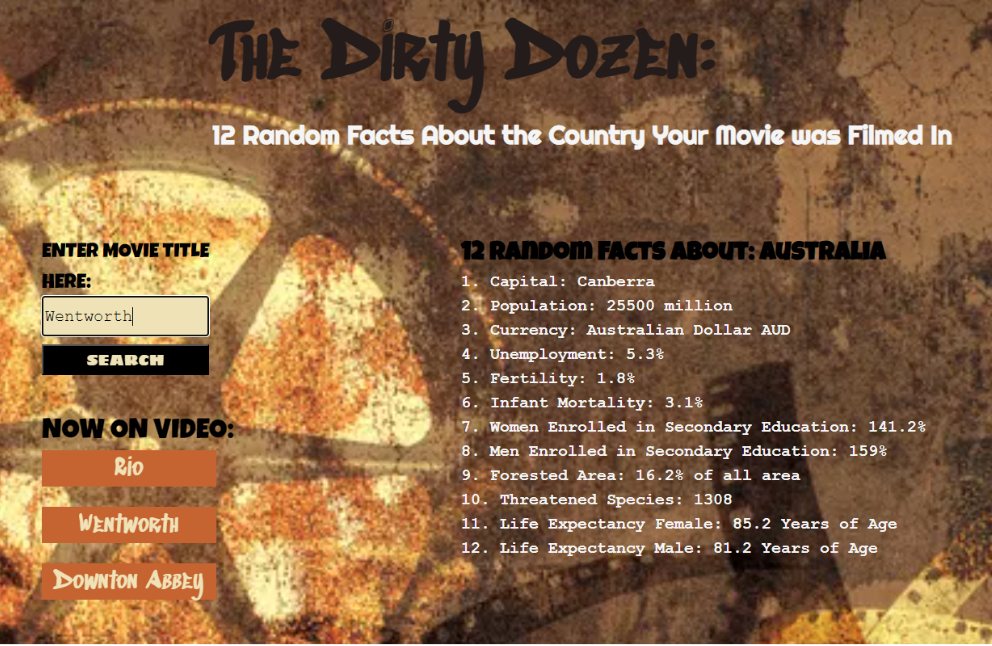 The Dirty Dozen:
12 Random Facts About the Country Your Movie was Filmed In
ENTER MOVIE TITLE
HERE:
Wentworth
SEARCH
NOW ON VIDEO:
Rio
Wentworth
Downton Abbey
12 Random Facts About: Australia
1. Capital: Canberra
2. Population: 25500 million
3. Currency: Australian Dollar AUD
4. Unemployment: 5.3%
5. Fertility: 1.8%
6. Infant Mortality: 3.1%
7. Women Enrolled in Secondary Education: 141.2%
8. Men Enrolled in Secondary Education: 159%
9. Forested Area: 16.2% of all area
10. Threatened Species: 1308
11. Life Expectancy Female: 85.2 Years of Age
12. Life Expectancy Male: 81.2 Years of Age